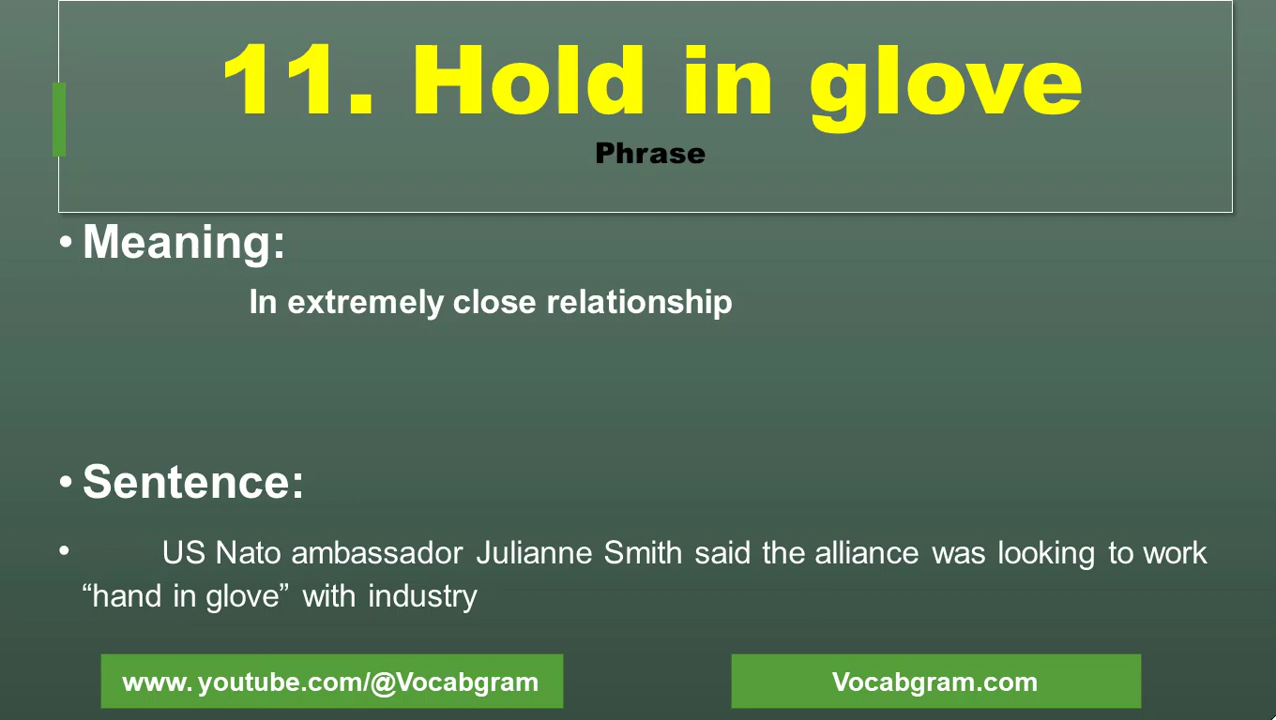 11. Hold in glove
Phrase
• Meaning:
In extremely close relationship
• Sentence:
• US Nato ambassador Julianne Smith said the alliance was looking to work
“hand in glove” with industry
www. youtube.com/@Vocabgram
Vocabgram.com